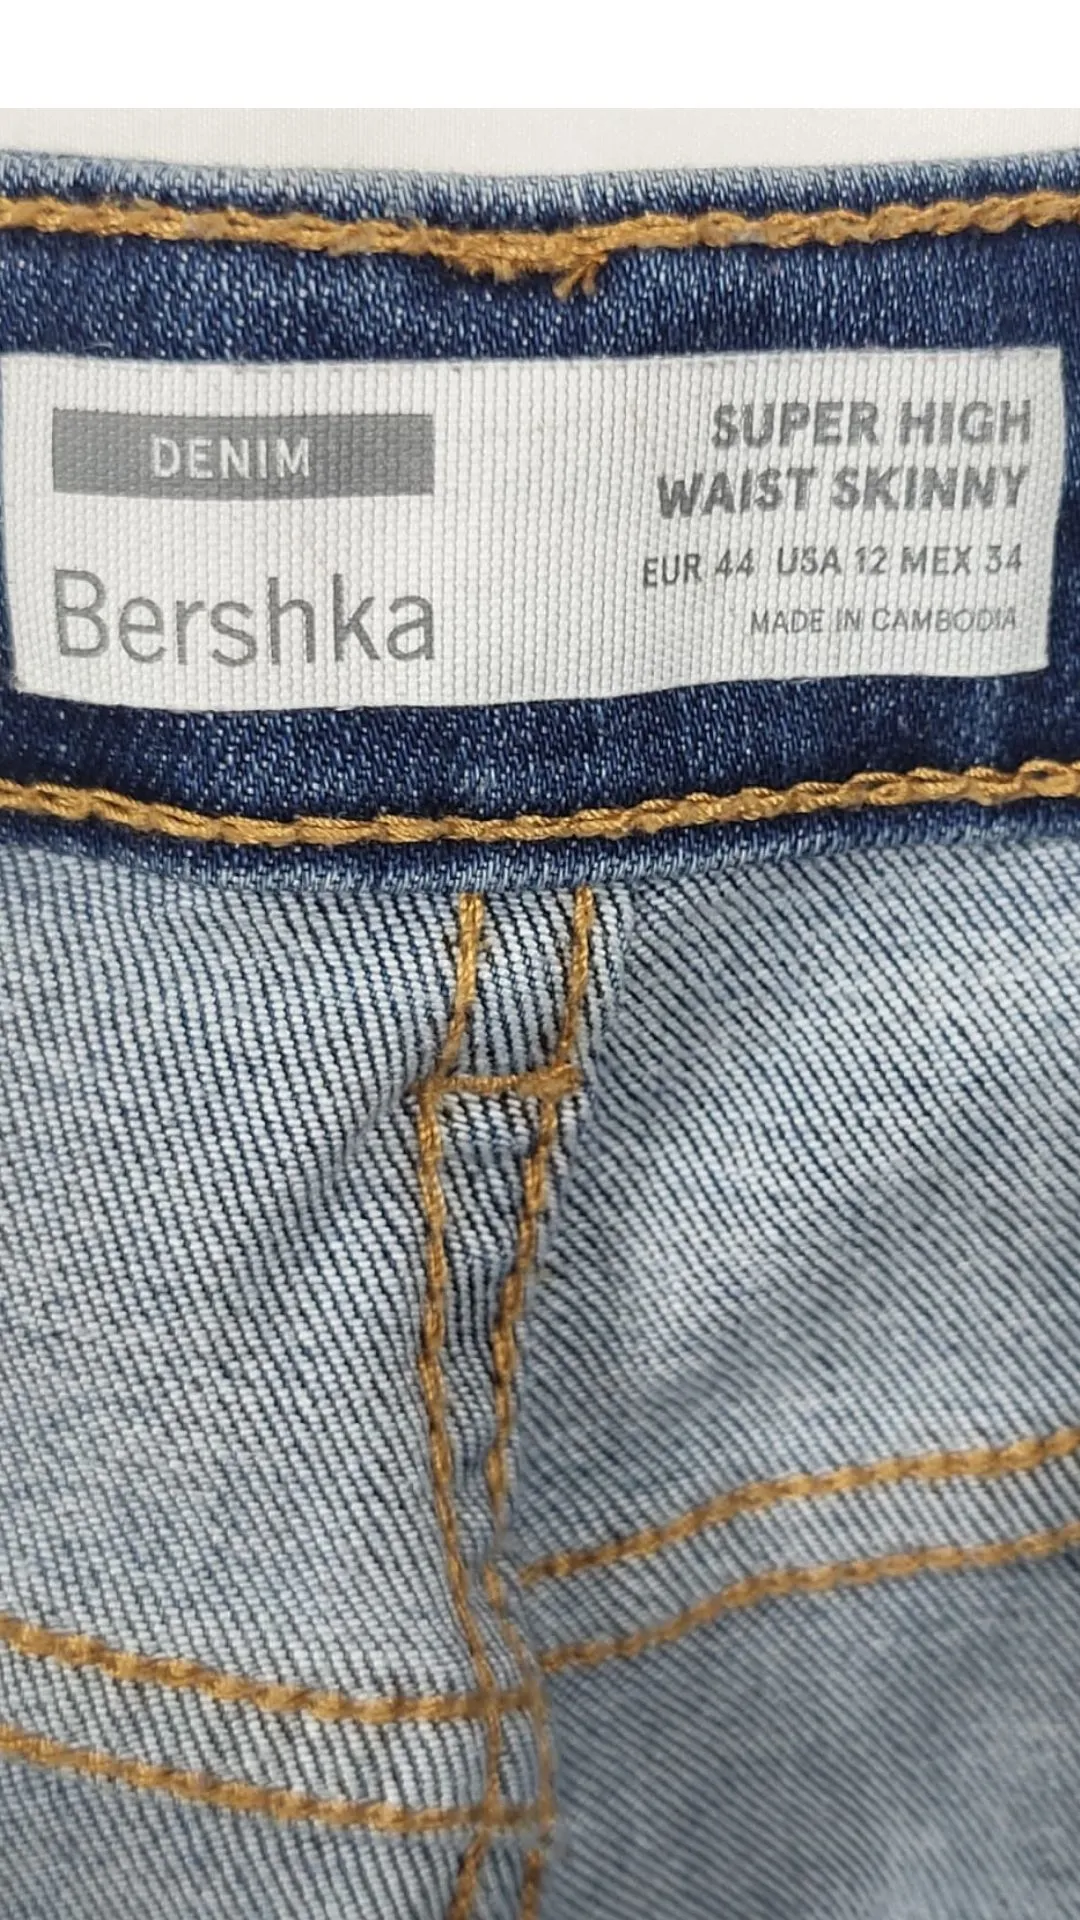 DENIM
Bershka
SUPER HIGH
WAIST SKINNY
EUR 44 USA 12 MEX 34
MADE IN CAMBODIA